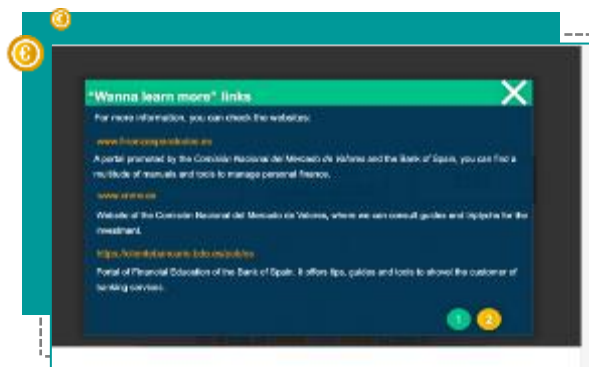 "Wanna learn more" links
For more information, you can check the websites:
www.finanzasparatodos.es
A portal promoted by the Comisión Nacional del Mercado de Valores and the Bank of Spain, you can find a
multitude of manuals and tools to manage personal finance.
www.cnmv.es
Website of the Comisión Nacional del Mercado de Valores, where we can consult guides and triptychs for the
investment.
Portal of Financial Education of the Bank of Spain. It offers tips, guides and tools to shovel the customer of
banking services.
1 2